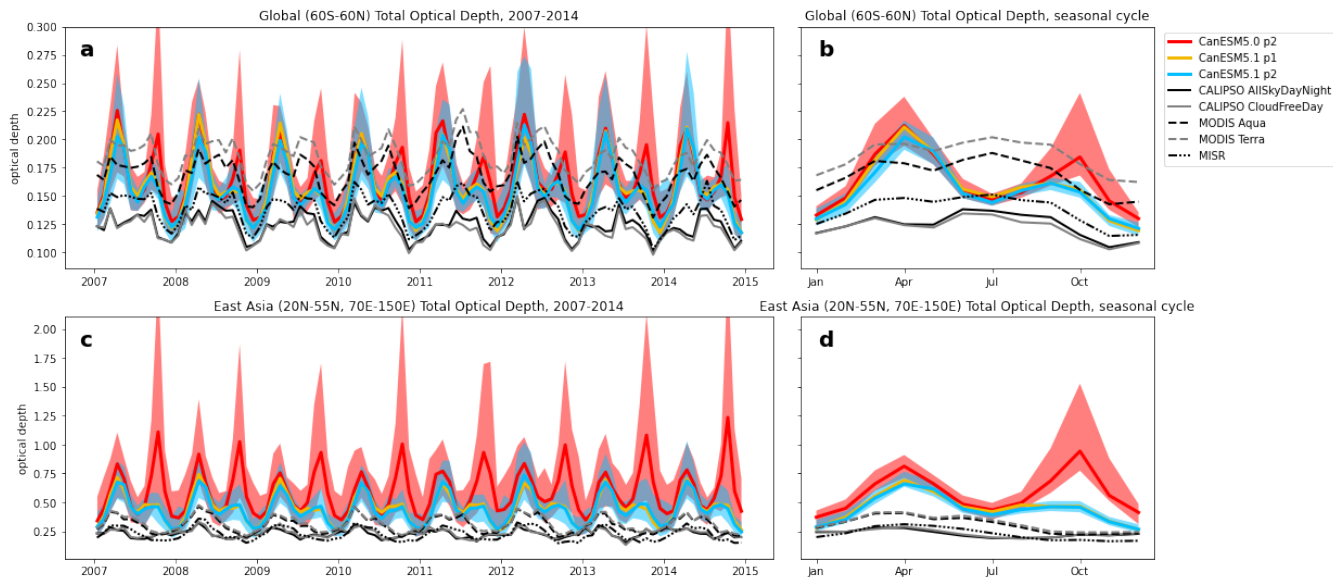 Global (60S-60N) Total Optical Depth, 2007-2014
a
optical depth
0.300
0.275
0.250
0.225
0.200
0.175
0.150
0.125
0.100
2007
2008
2009
2010
2011
2012
2013
2014
2015
Global (60S-60N) Total Optical Depth, seasonal cycle
b
Jan
Apr
Jul
Oct
CanESM5.0 p2
CanESM5.1 p1
CanESM5.1 p2
CALIPSO AllSkyDayNight
CALIPSO CloudFreeDay
MODIS Aqua
MODIS Terra
MISR
East Asia (20N-55N, 70E-150E) Total Optical Depth, 2007-2014
c
optical depth
2.00
1.75
1.50
1.25
1.00
0.75
0.50
0.25
2007
2008
2009
2010
2011
2012
2013
2014
2015
East Asia (20N-55N, 70E-150E) Total Optical Depth, seasonal cycle
d
Jan
Apr
Jul
Oct